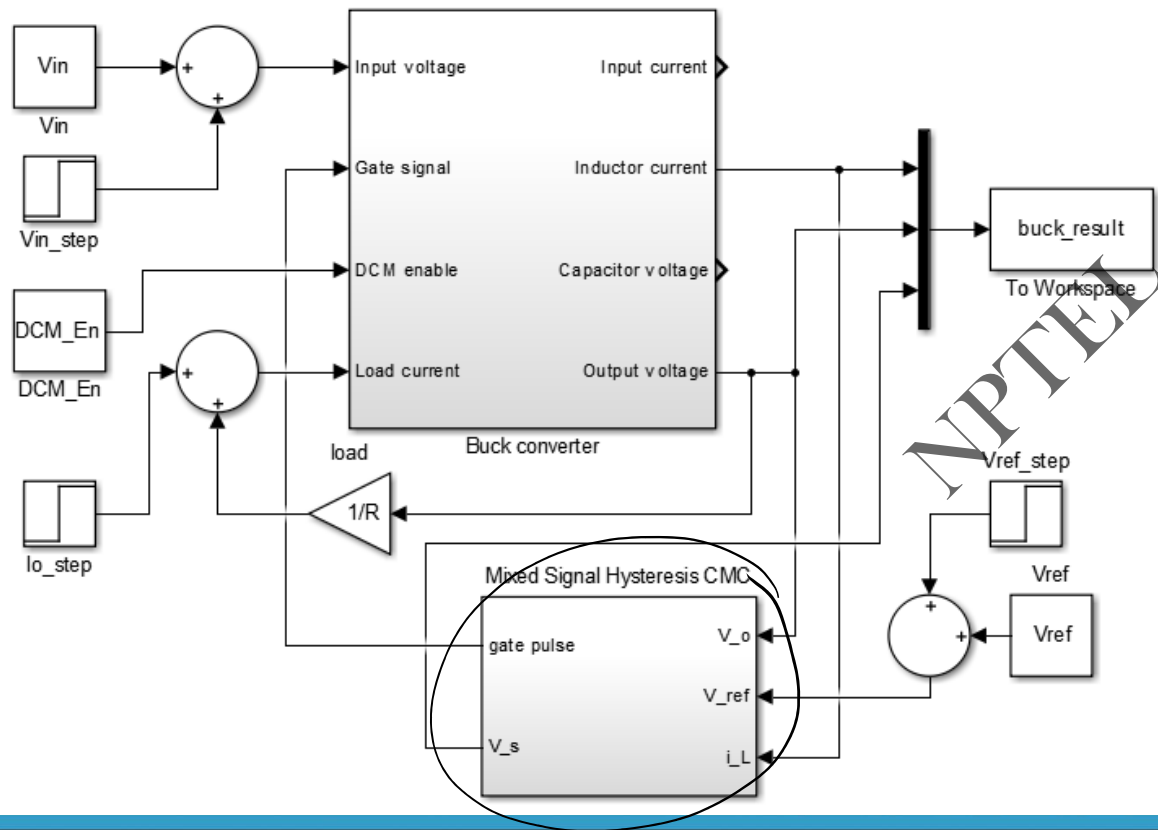 Vin
Vin
+
+
Vin_step
DCM_En
DCM_En
+
+
Io_step
Input voltage
Gate signal
DCM enable
Load current
Input current
Inductor current
Capacitor voltage
Output voltage
Buck converter
load
1/R
buck_result
To Workspace
NPTEL
Vref_step
Vref
+
+
Vref
Mixed Signal Hysteresis CMC
gate pulse
V_s
V_o
V_ref
i_L